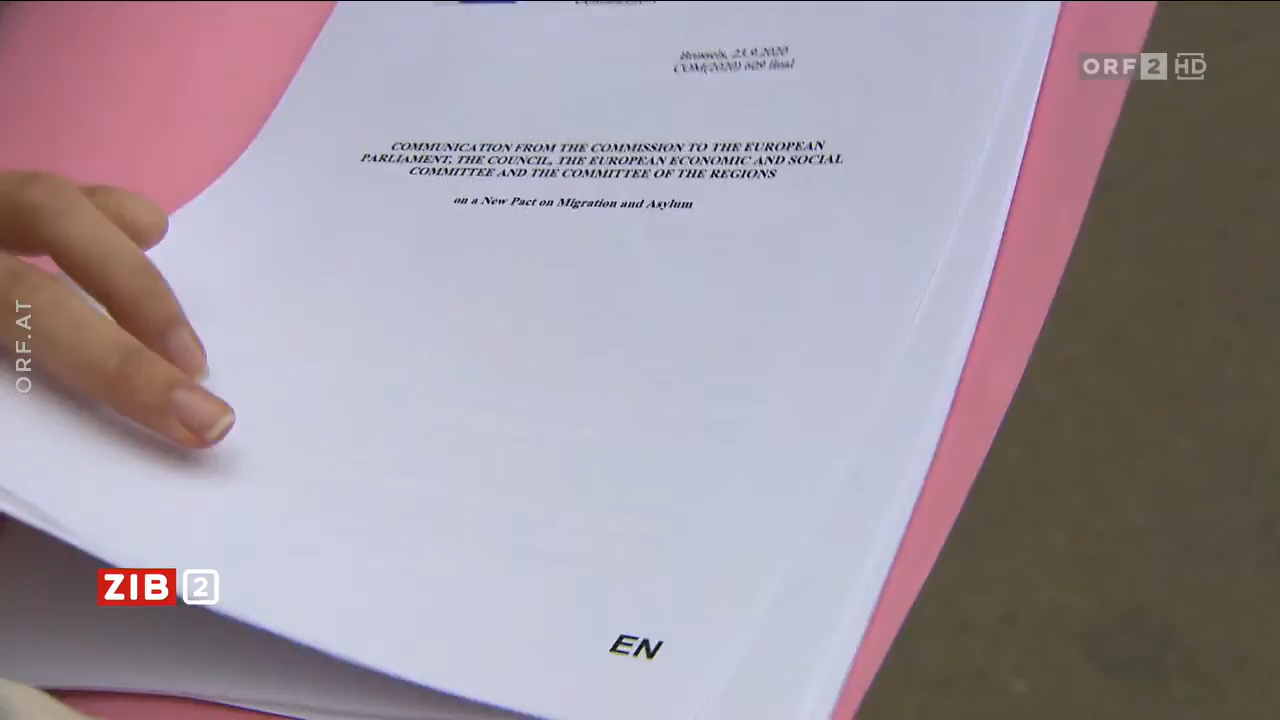 Brussels, 23.9.2020
COM(2020) 609 final
ORF 2 HD
COMMUNICATION FROM THE COMMISSION TO THE EUROPEAN
PARLIAMENT, THE COUNCIL, THE EUROPEAN ECONOMIC AND SOCIAL
COMMITTEE AND THE COMMITTEE OF THE REGIONS
on a New Pact on Migration and Asylum
ORF.AT
ZIB 2
EN